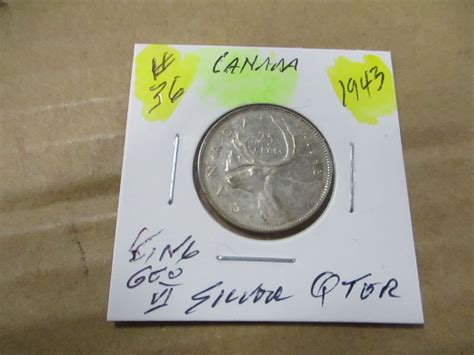 # 36
CANADA
1943
25
CENTS
KING
GEO
VI
SILVER QTER